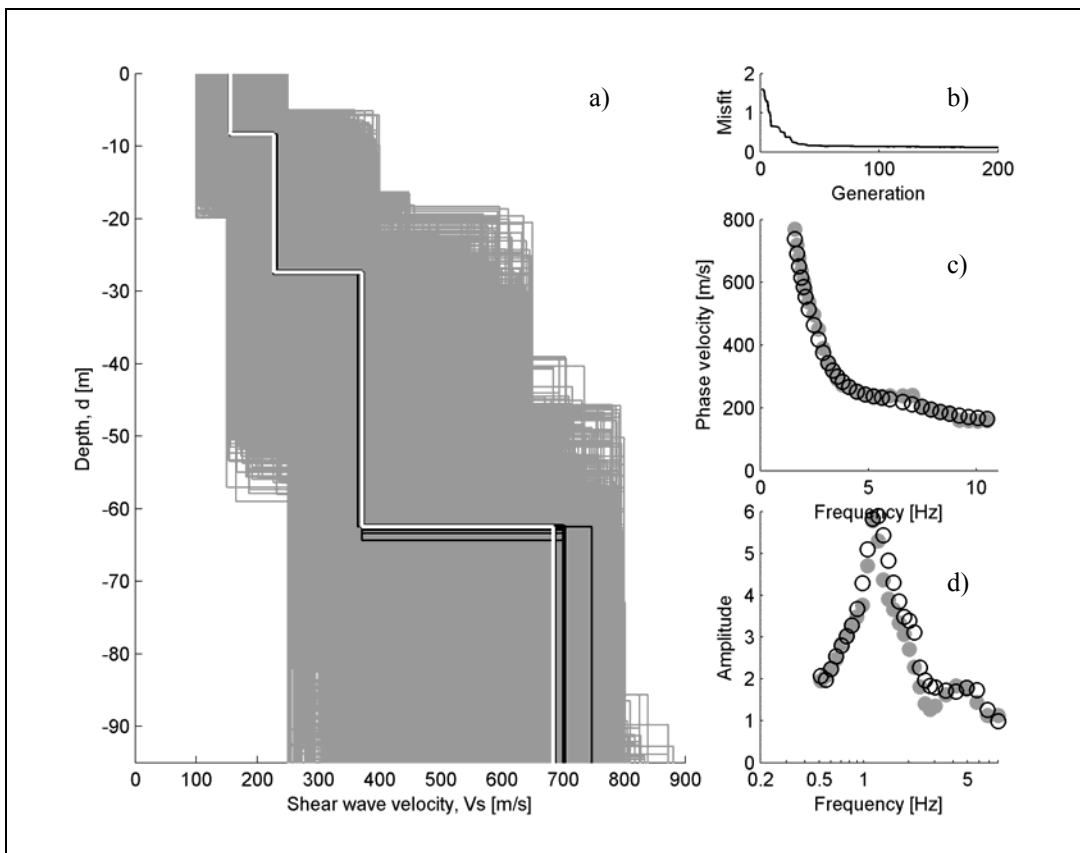 a)
0
-10
-20
-30
-40
-50
-60
-70
-80
-90
Depth, d [m]
0 100 200 300 400 500 600 700 800 900
Shear wave velocity, Vs [m/s]
b)
2
1
0
Misfit
0 100 200
Generation
c)
800
600
400
200
0
Phase velocity [m/s]
0 5 10
Frequency [Hz]
d)
6
5
4
3
2
1
0
Amplitude
0.2 0.5 1 5
Frequency [Hz]